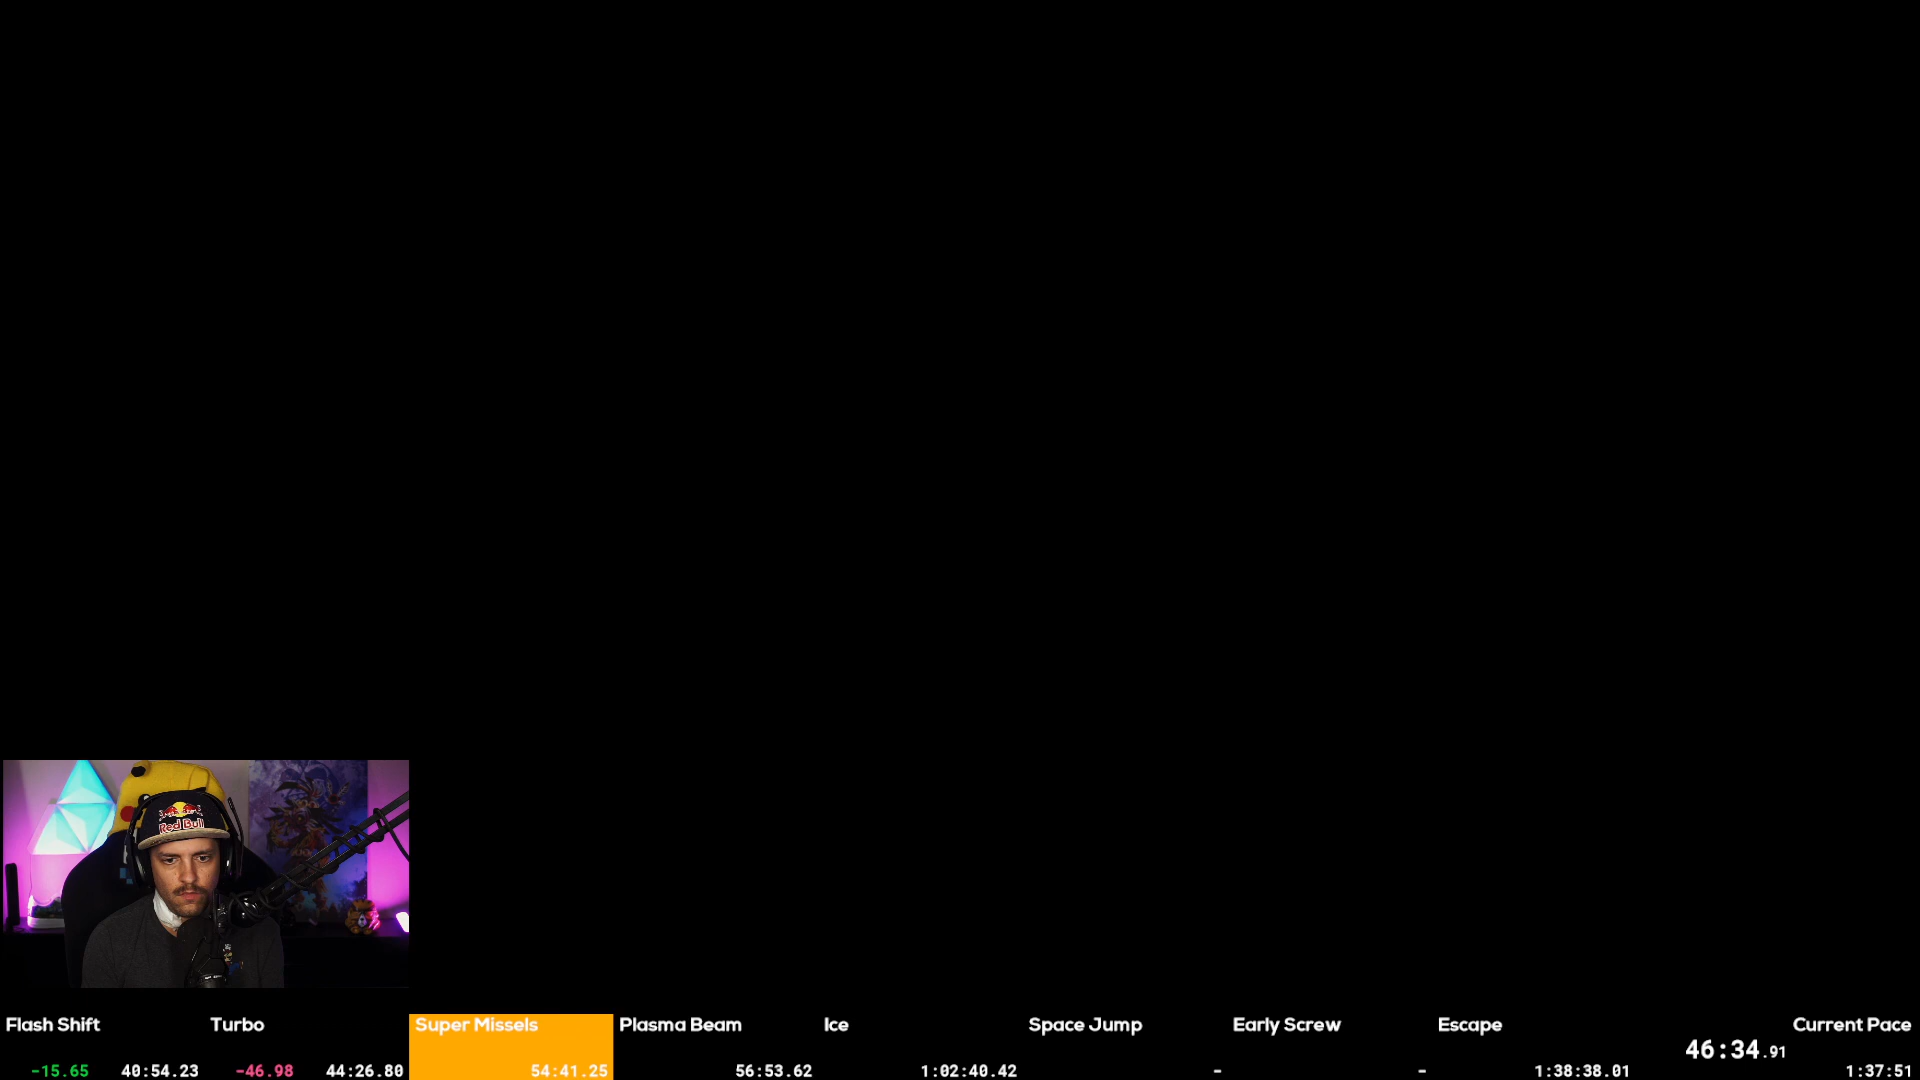 Red Bull
Flash Shift
-15.65 40:54.23
Turbo
-46.98 44:26.80
Super Missels
54:41.25
Plasma Beam
56:53.62
Ice
1:02:40.42
Space Jump
-
Early Screw
-
Escape
1:38:38.01
46:34.91
Current Pace
1:37:51